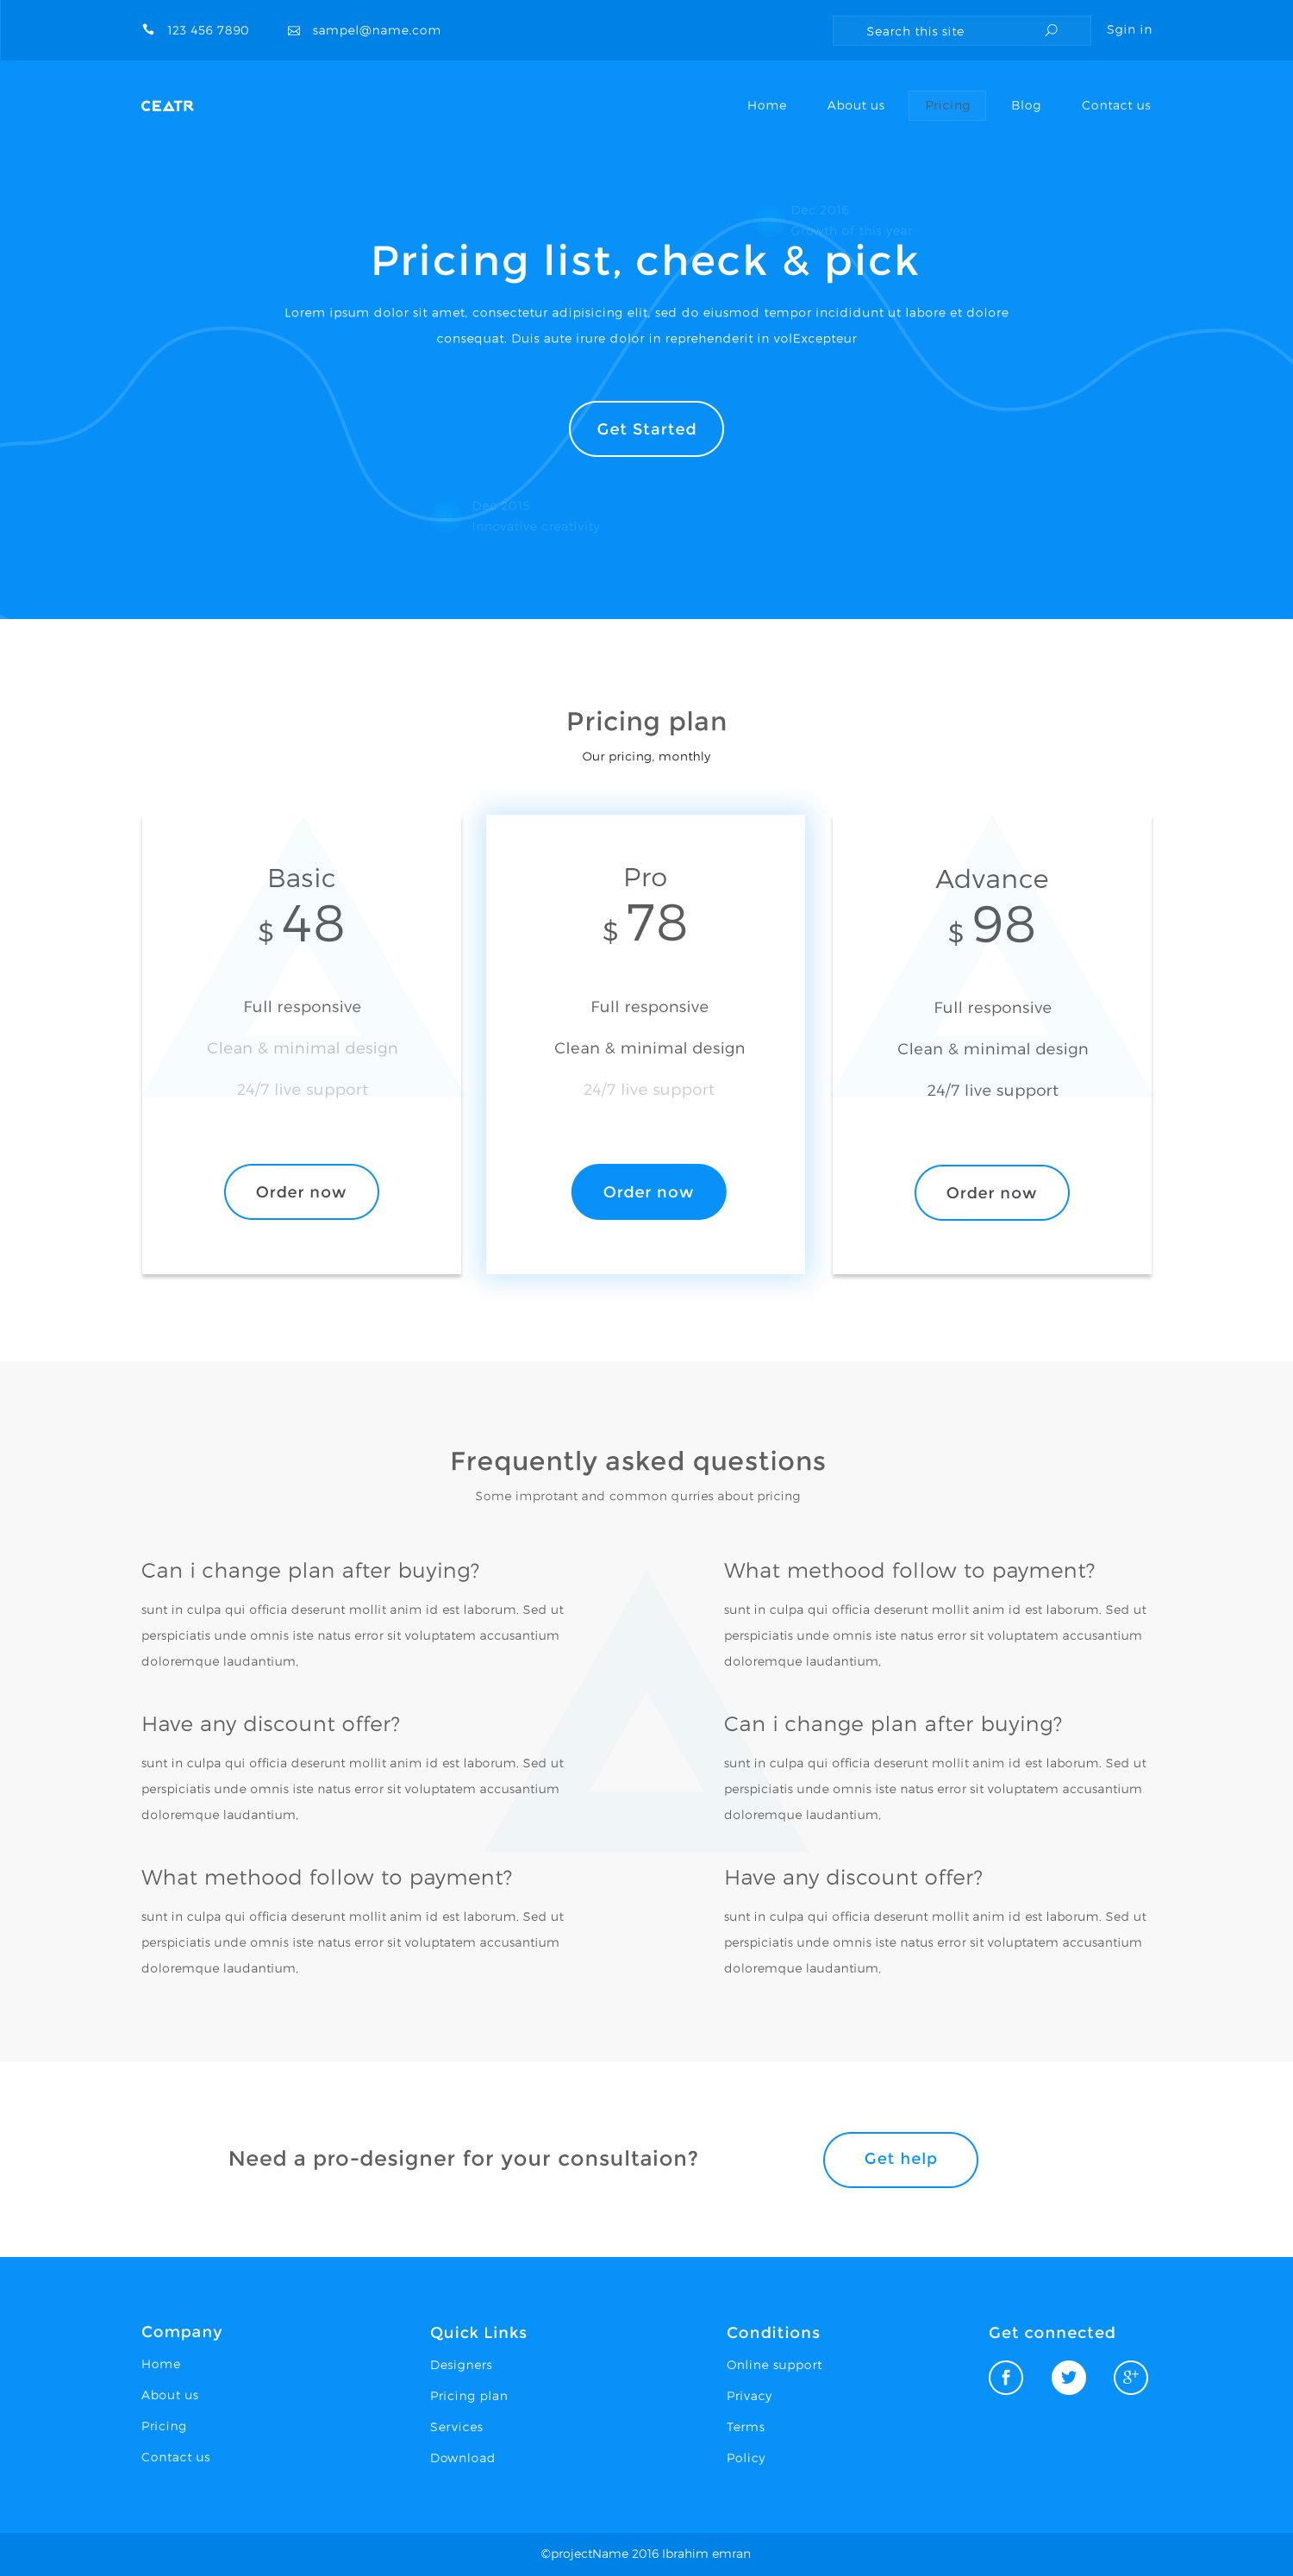 123 456 7890
sampel@name.com
Search this site
Sgin in
CEATR
Home
About us
Pricing
Blog
Contact us
Dec 2016
Growth of this year
Pricing list, check & pick
Lorem ipsum dolor sit amet, consectetur adipisicing elit, sed do eiusmod tempor incididunt ut labore et dolore
consequat. Duis aute irure dolor in reprehenderit in volExcepteur
Get Started
Dec 2015
Innovative creativity
Pricing plan
Our pricing, monthly
Basic
$ 48
Full responsive
Clean & minimal design
24/7 live support
Order now
Pro
$ 78
Full responsive
Clean & minimal design
24/7 live support
Order now
Advance
$ 98
Full responsive
Clean & minimal design
24/7 live support
Order now
Frequently asked questions
Some improtant and common qurries about pricing
Can i change plan after buying?
sunt in culpa qui officia deserunt mollit anim id est laborum. Sed ut
perspiciatis unde omnis iste natus error sit voluptatem accusantium
doloremque laudantium,
What methood follow to payment?
sunt in culpa qui officia deserunt mollit anim id est laborum. Sed ut
perspiciatis unde omnis iste natus error sit voluptatem accusantium
doloremque laudantium,
Have any discount offer?
sunt in culpa qui officia deserunt mollit anim id est laborum. Sed ut
perspiciatis unde omnis iste natus error sit voluptatem accusantium
doloremque laudantium,
Can i change plan after buying?
sunt in culpa qui officia deserunt mollit anim id est laborum. Sed ut
perspiciatis unde omnis iste natus error sit voluptatem accusantium
doloremque laudantium,
What methood follow to payment?
sunt in culpa qui officia deserunt mollit anim id est laborum. Sed ut
perspiciatis unde omnis iste natus error sit voluptatem accusantium
doloremque laudantium,
Have any discount offer?
sunt in culpa qui officia deserunt mollit anim id est laborum. Sed ut
perspiciatis unde omnis iste natus error sit voluptatem accusantium
doloremque laudantium,
Need a pro-designer for your consultaion?
Get help
Company
Home
About us
Pricing
Contact us
Quick Links
Designers
Pricing plan
Services
Download
Conditions
Online support
Privacy
Terms
Policy
Get connected
©projectName 2016 Ibrahim emran